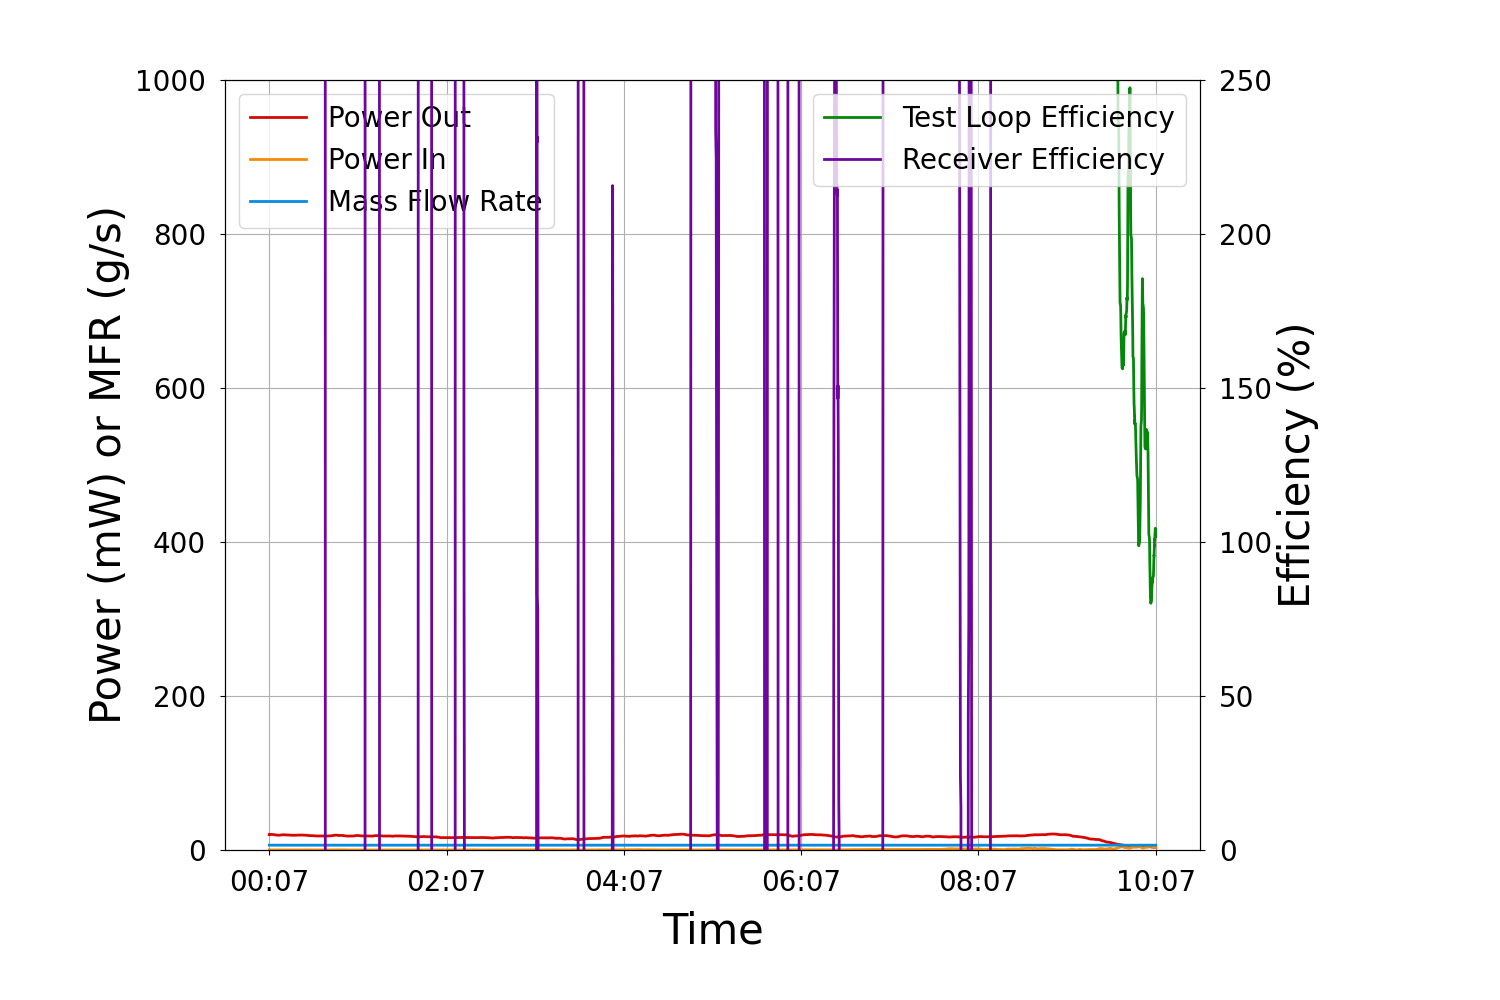 1000
800
600
400
200
0
Power (mW) or MFR (g/s)
Power Out
Power In
Mass Flow Rate
Test Loop Efficiency
Receiver Efficiency
250
200
150
100
50
0
Efficiency (%)
00:07 02:07 04:07 06:07 08:07 10:07
Time